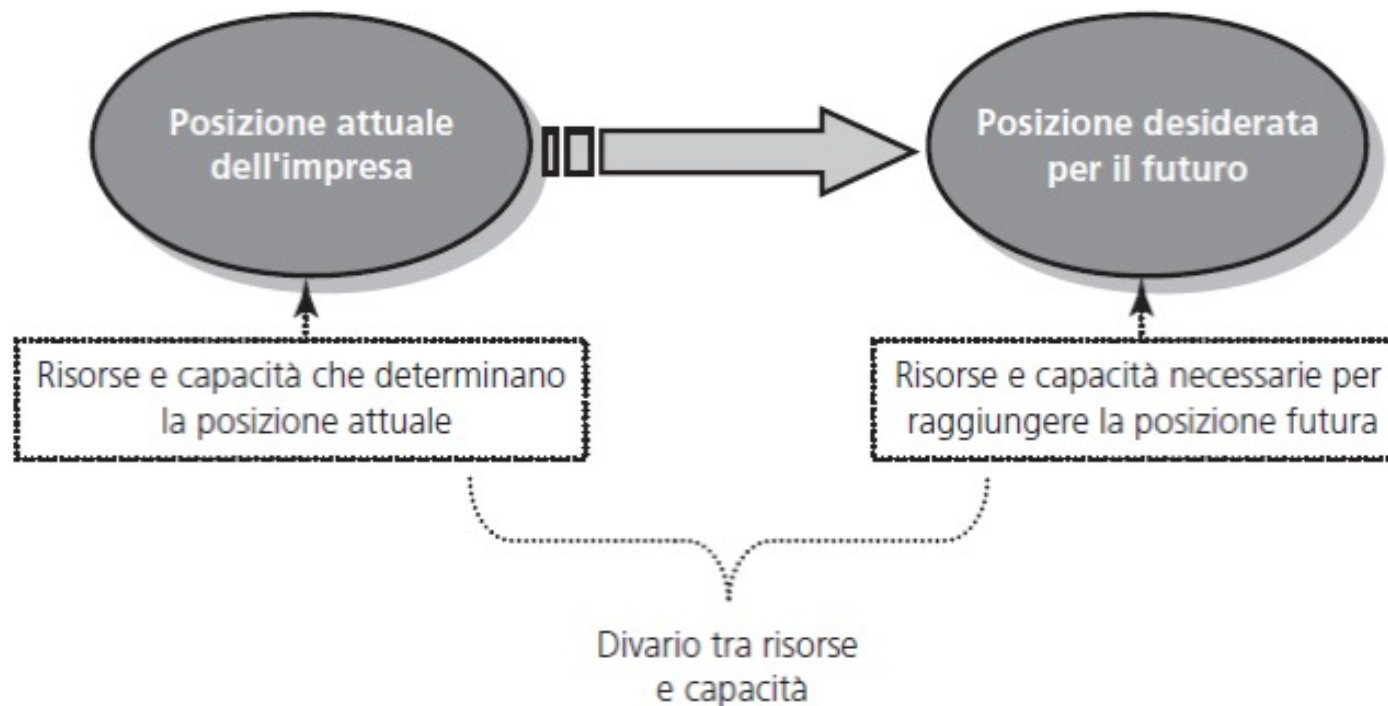 Posizione attuale
dell'impresa
Posizione desiderata
per il futuro
Risorse e capacità che determinano
la posizione attuale
Risorse e capacità necessarie per
raggiungere la posizione futura
Divario tra risorse
e capacità